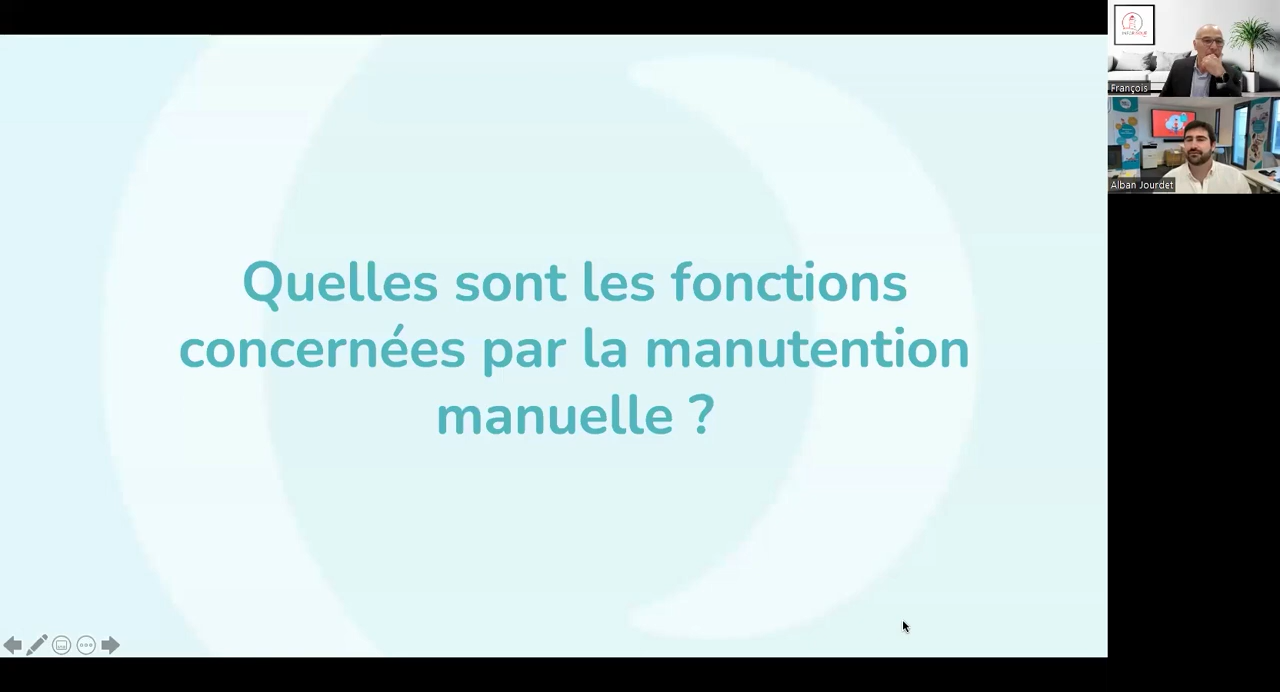 Quelles sont les fonctions
concernées par la manutention
manuelle ?
François
Alban Jourdet